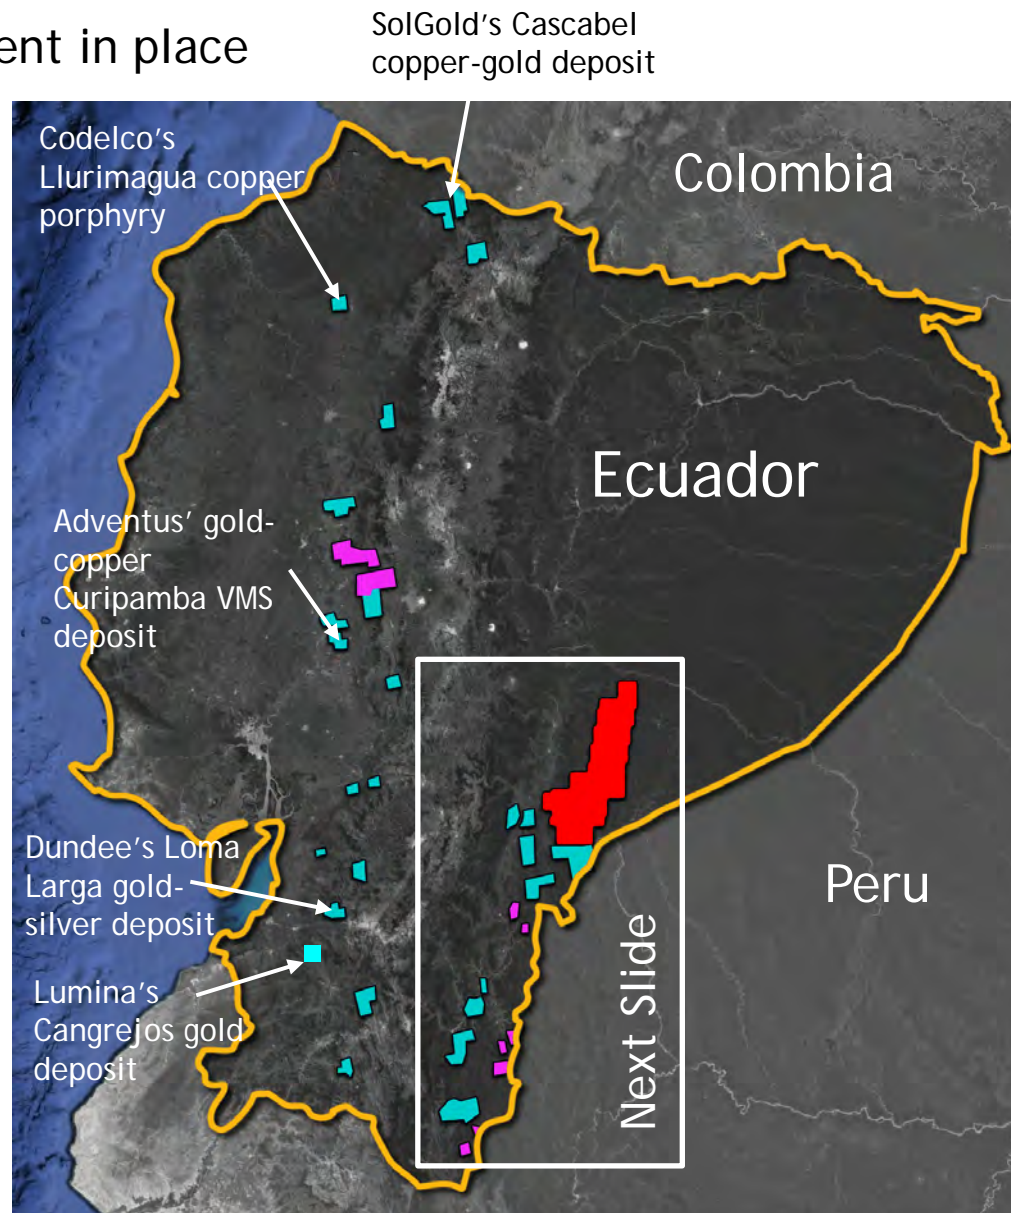 ent in place
SolGold's Cascabel
copper-gold deposit
Codelco's
Llurimagua copper
porphyry
Colombia
Ecuador
Adventus' gold-
copper
Curipamba VMS
deposit
Dundee's Loma
Larga gold-
silver deposit
Peru
Next Slide
Lumina's
Cangrejos gold
deposit